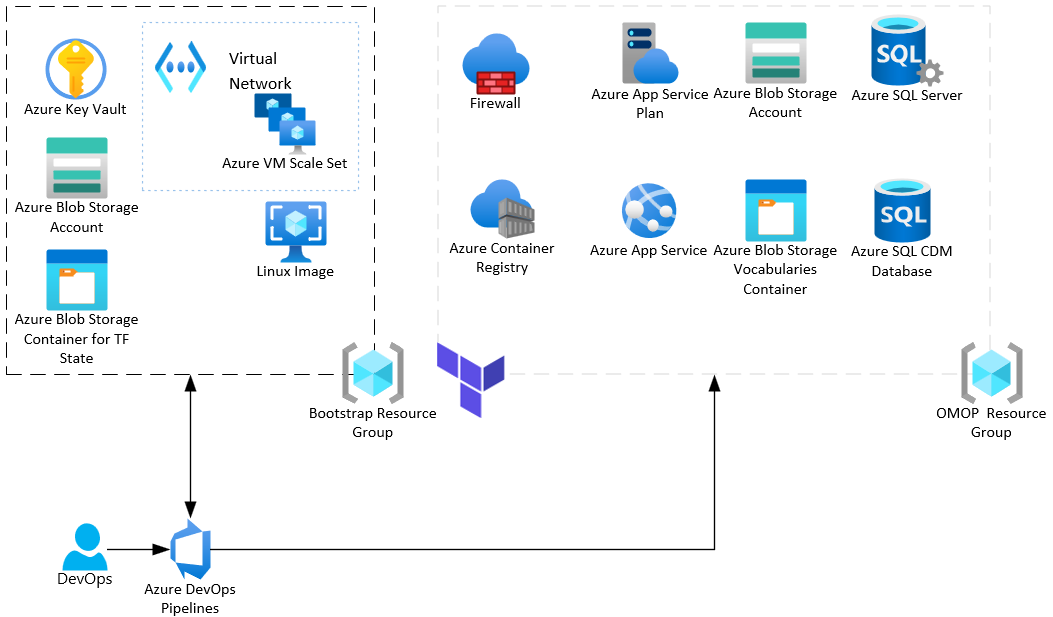 Azure Key Vault
Virtual
Network
Azure VM Scale Set
Azure Blob Storage
Account
Linux Image
Azure Blob Storage
Container for TF
State
Bootstrap Resource
Group
Firewall
Azure App Service
Plan
Azure Blob Storage
Account
SQL
Azure SQL Server
Azure Container
Registry
Azure App Service
Azure Blob Storage
Vocabularies
Container
SQL
Azure SQL CDM
Database
OMOP  Resource
Group
DevOps
Azure DevOps
Pipelines